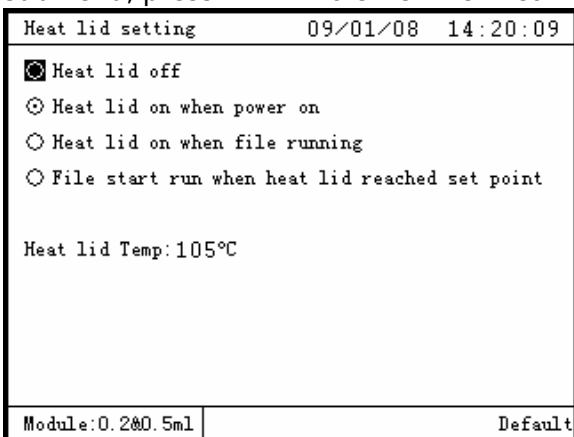 Heat lid setting 09/01/08 14:20:09
Heat lid off
Heat lid on when power on
Heat lid on when file running
File start run when heat lid reached set point
Heat lid Temp:105°C
Module:0.2&0.5ml Default